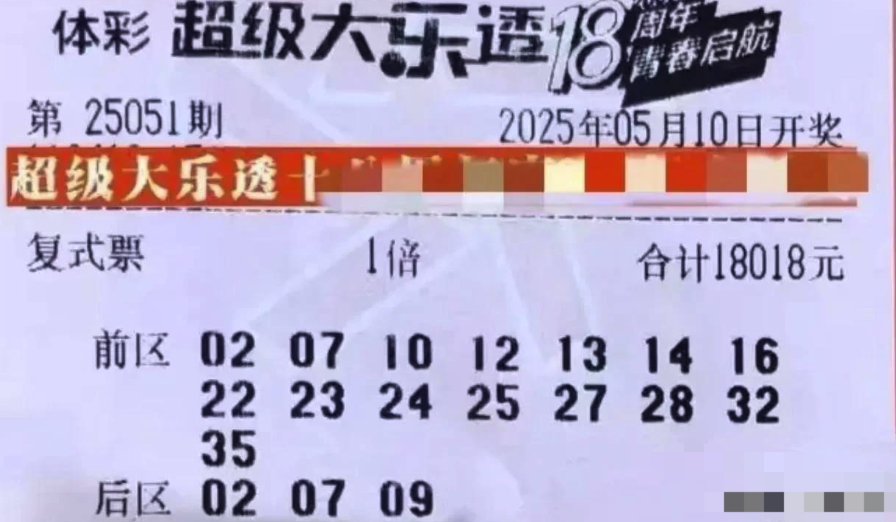 体彩 超级大乐透 18周年 青春启航
第 25051期 2025年05月10日开奖
超级大乐透十
复式票 1倍 合计18018元
前区 02 07 10 12 13 14 16
22 23 24 25 27 28 32
35
后区 02 07 09